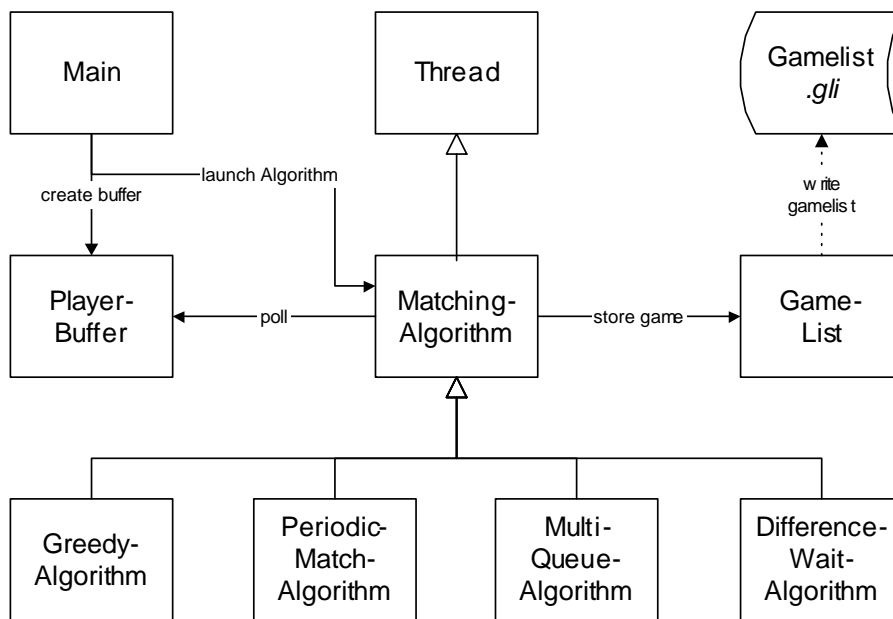 Main
Thread
Gamelist
.gli
launch Algorithm
create buffer
write
gamelist
Player-
Buffer
poll
Matching-
Algorithm
store game
Game-
List
Greedy-
Algorithm
Periodic-
Match-
Algorithm
Multi-
Queue-
Algorithm
Difference-
Wait-
Algorithm